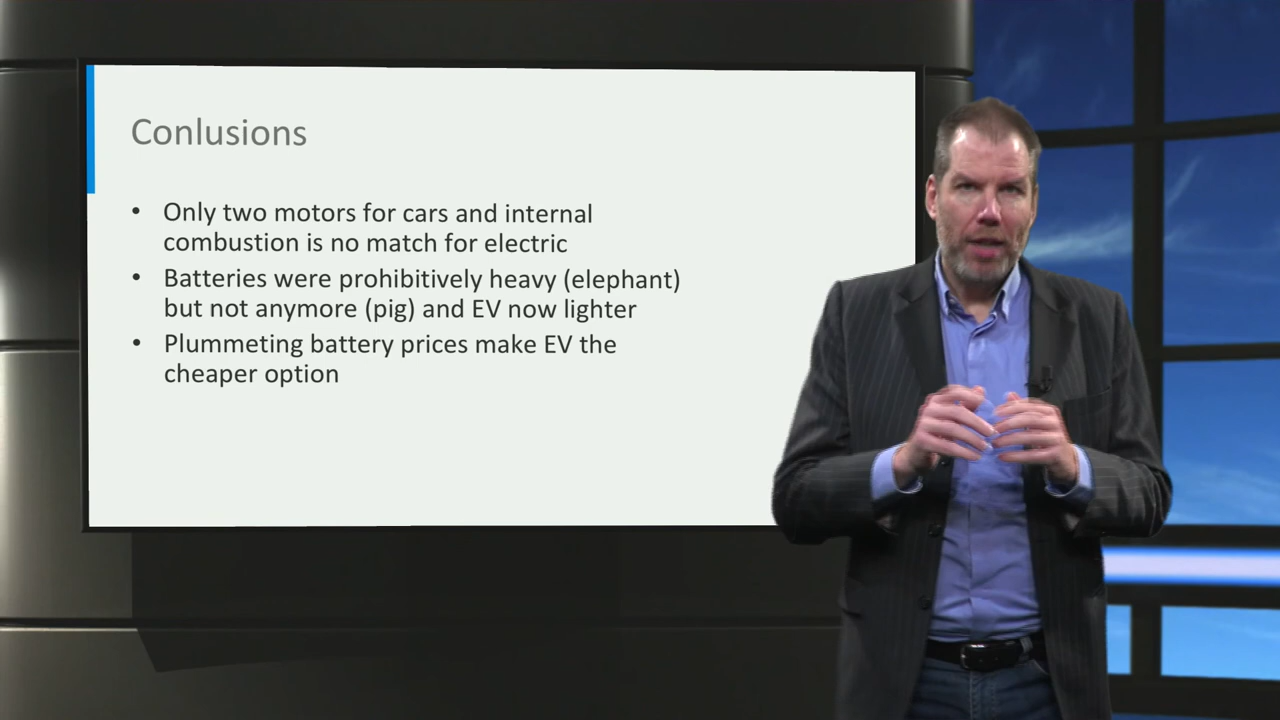 Conlusions
• Only two motors for cars and internal
combustion is no match for electric
• Batteries were prohibitively heavy (elephant)
but not anymore (pig) and EV now lighter
• Plummeting battery prices make EV the
cheaper option